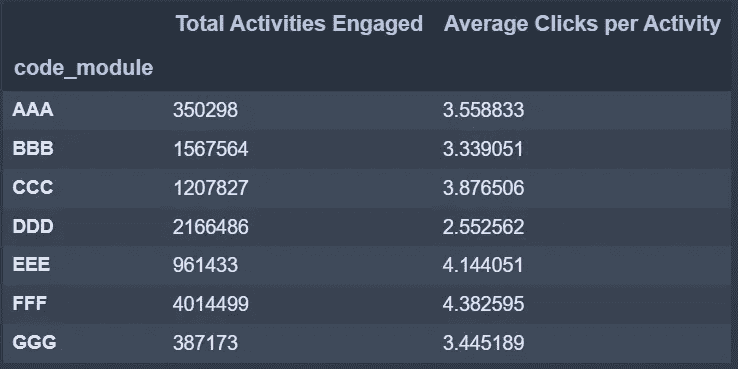 Total Activities Engaged Average Clicks per Activity
code_module
AAA 350298 3.558833
BBB 1567564 3.339051
CCC 1207827 3.876506
DDD 2166486 2.552562
EEE 961433 4.144051
FFF 4014499 4.382595
GGG 387173 3.445189